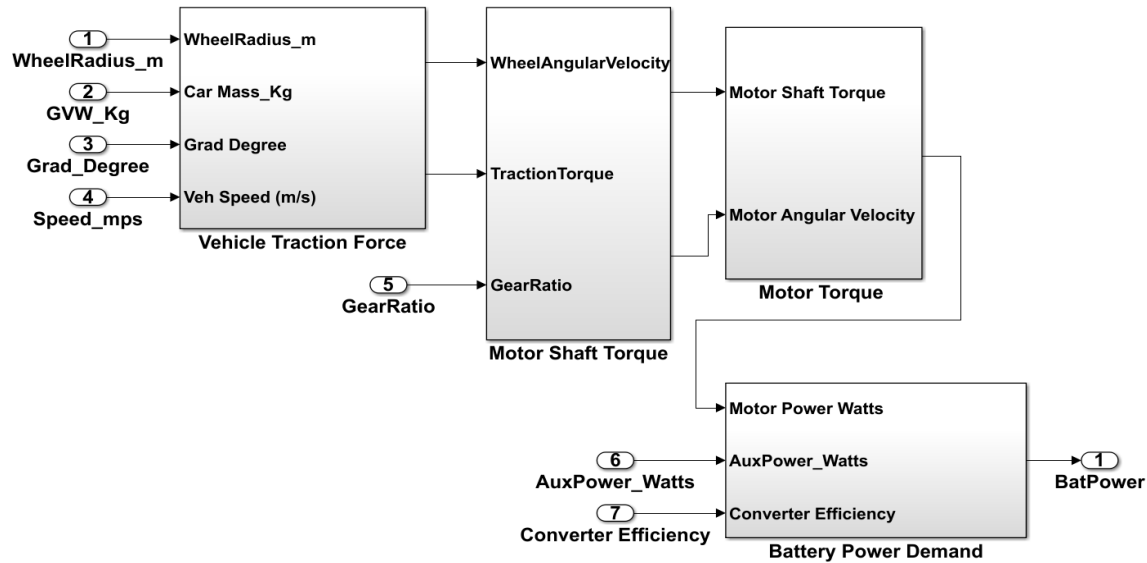 1
WheelRadius_m
2
GVW_Kg
3
Grad_Degree
4
Speed_mps
WheelRadius_m
Car Mass_Kg
Grad Degree
Veh Speed (m/s)
Vehicle Traction Force
5
GearRatio
WheelAngularVelocity
TractionTorque
GearRatio
Motor Shaft Torque
Motor Shaft Torque
Motor Angular Velocity
Motor Torque
6
AuxPower_Watts
7
Converter Efficiency
Motor Power Watts
AuxPower_Watts
Converter Efficiency
Battery Power Demand
1
BatPower